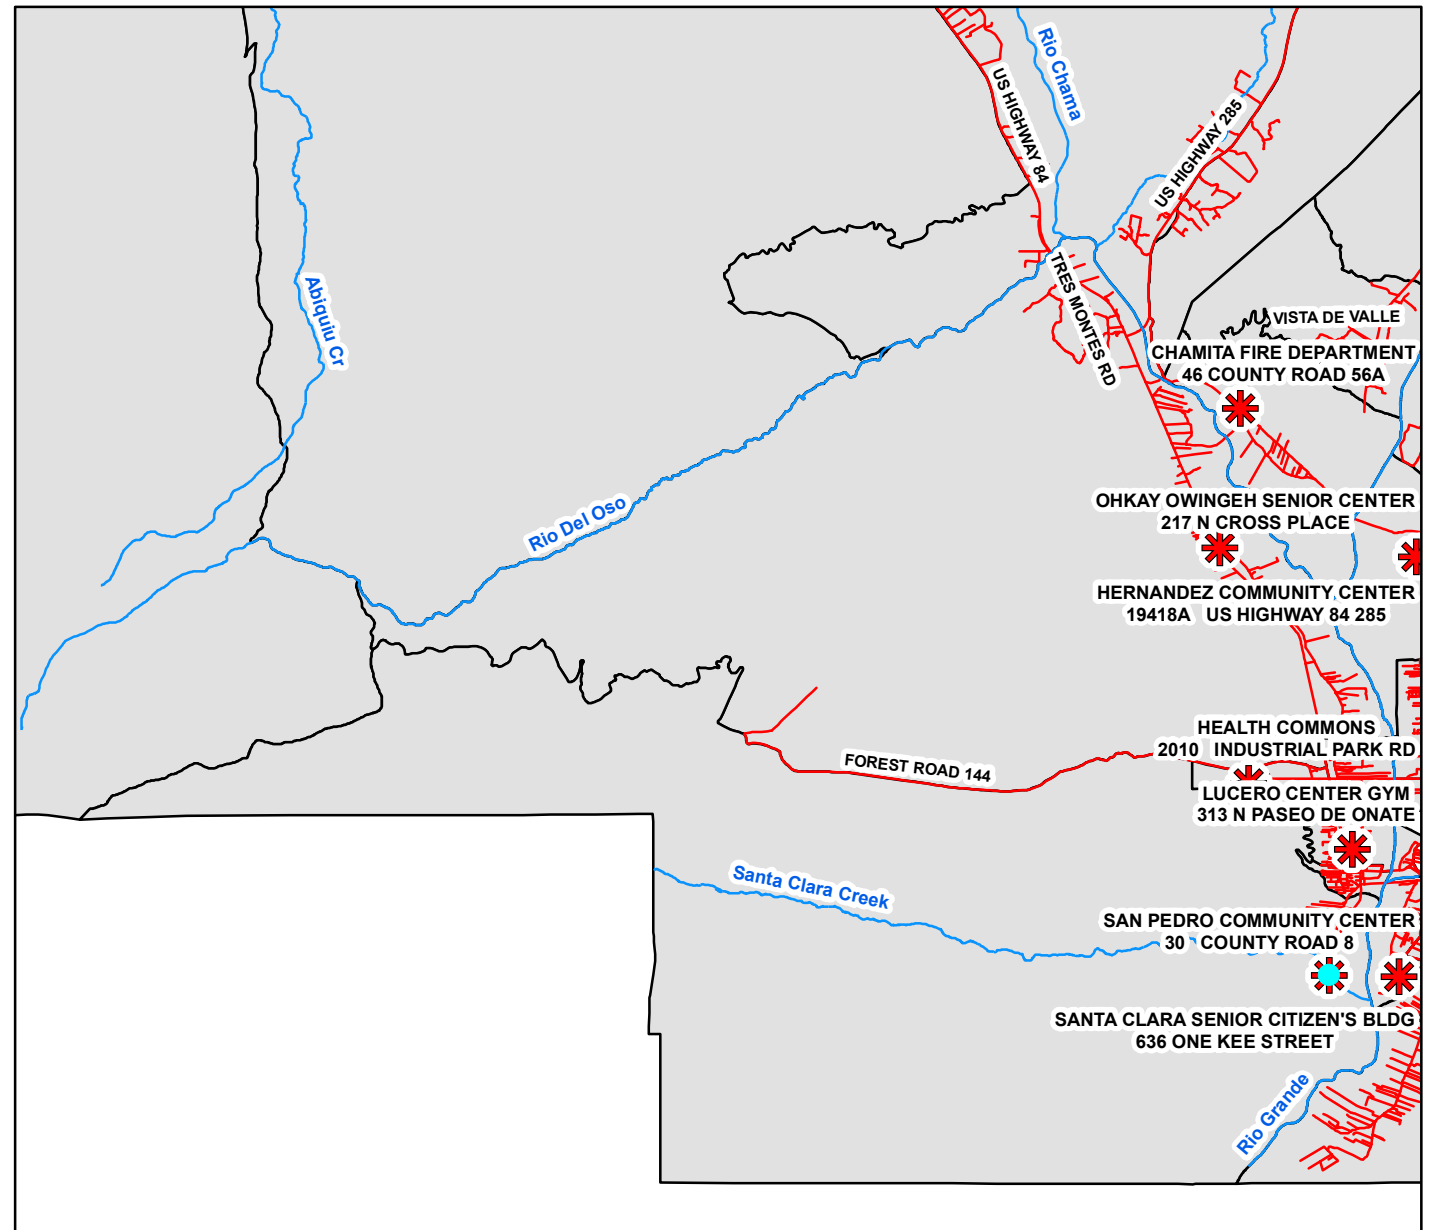 Rio Chama
US HIGHWAY 84
US HIGHWAY 285
Abiquiu Cr
TRES MONTES RD
VISTA DE VALLE
CHAMITA FIRE DEPARTMENT
46 COUNTY ROAD 56A
Rio Del Oso
OHKAY OWINGEH SENIOR CENTER
217 N CROSS PLACE
HERNANDEZ COMMUNITY CENTER
19418A US HIGHWAY 84 285
HEALTH COMMONS
2010 INDUSTRIAL PARK RD
FOREST ROAD 144
LUCERO CENTER GYM
313 N PASEO DE ONATE
Santa Clara Creek
SAN PEDRO COMMUNITY CENTER
30 COUNTY ROAD 8
SANTA CLARA SENIOR CITIZEN'S BLDG
636 ONE KEE STREET
Rio Grande